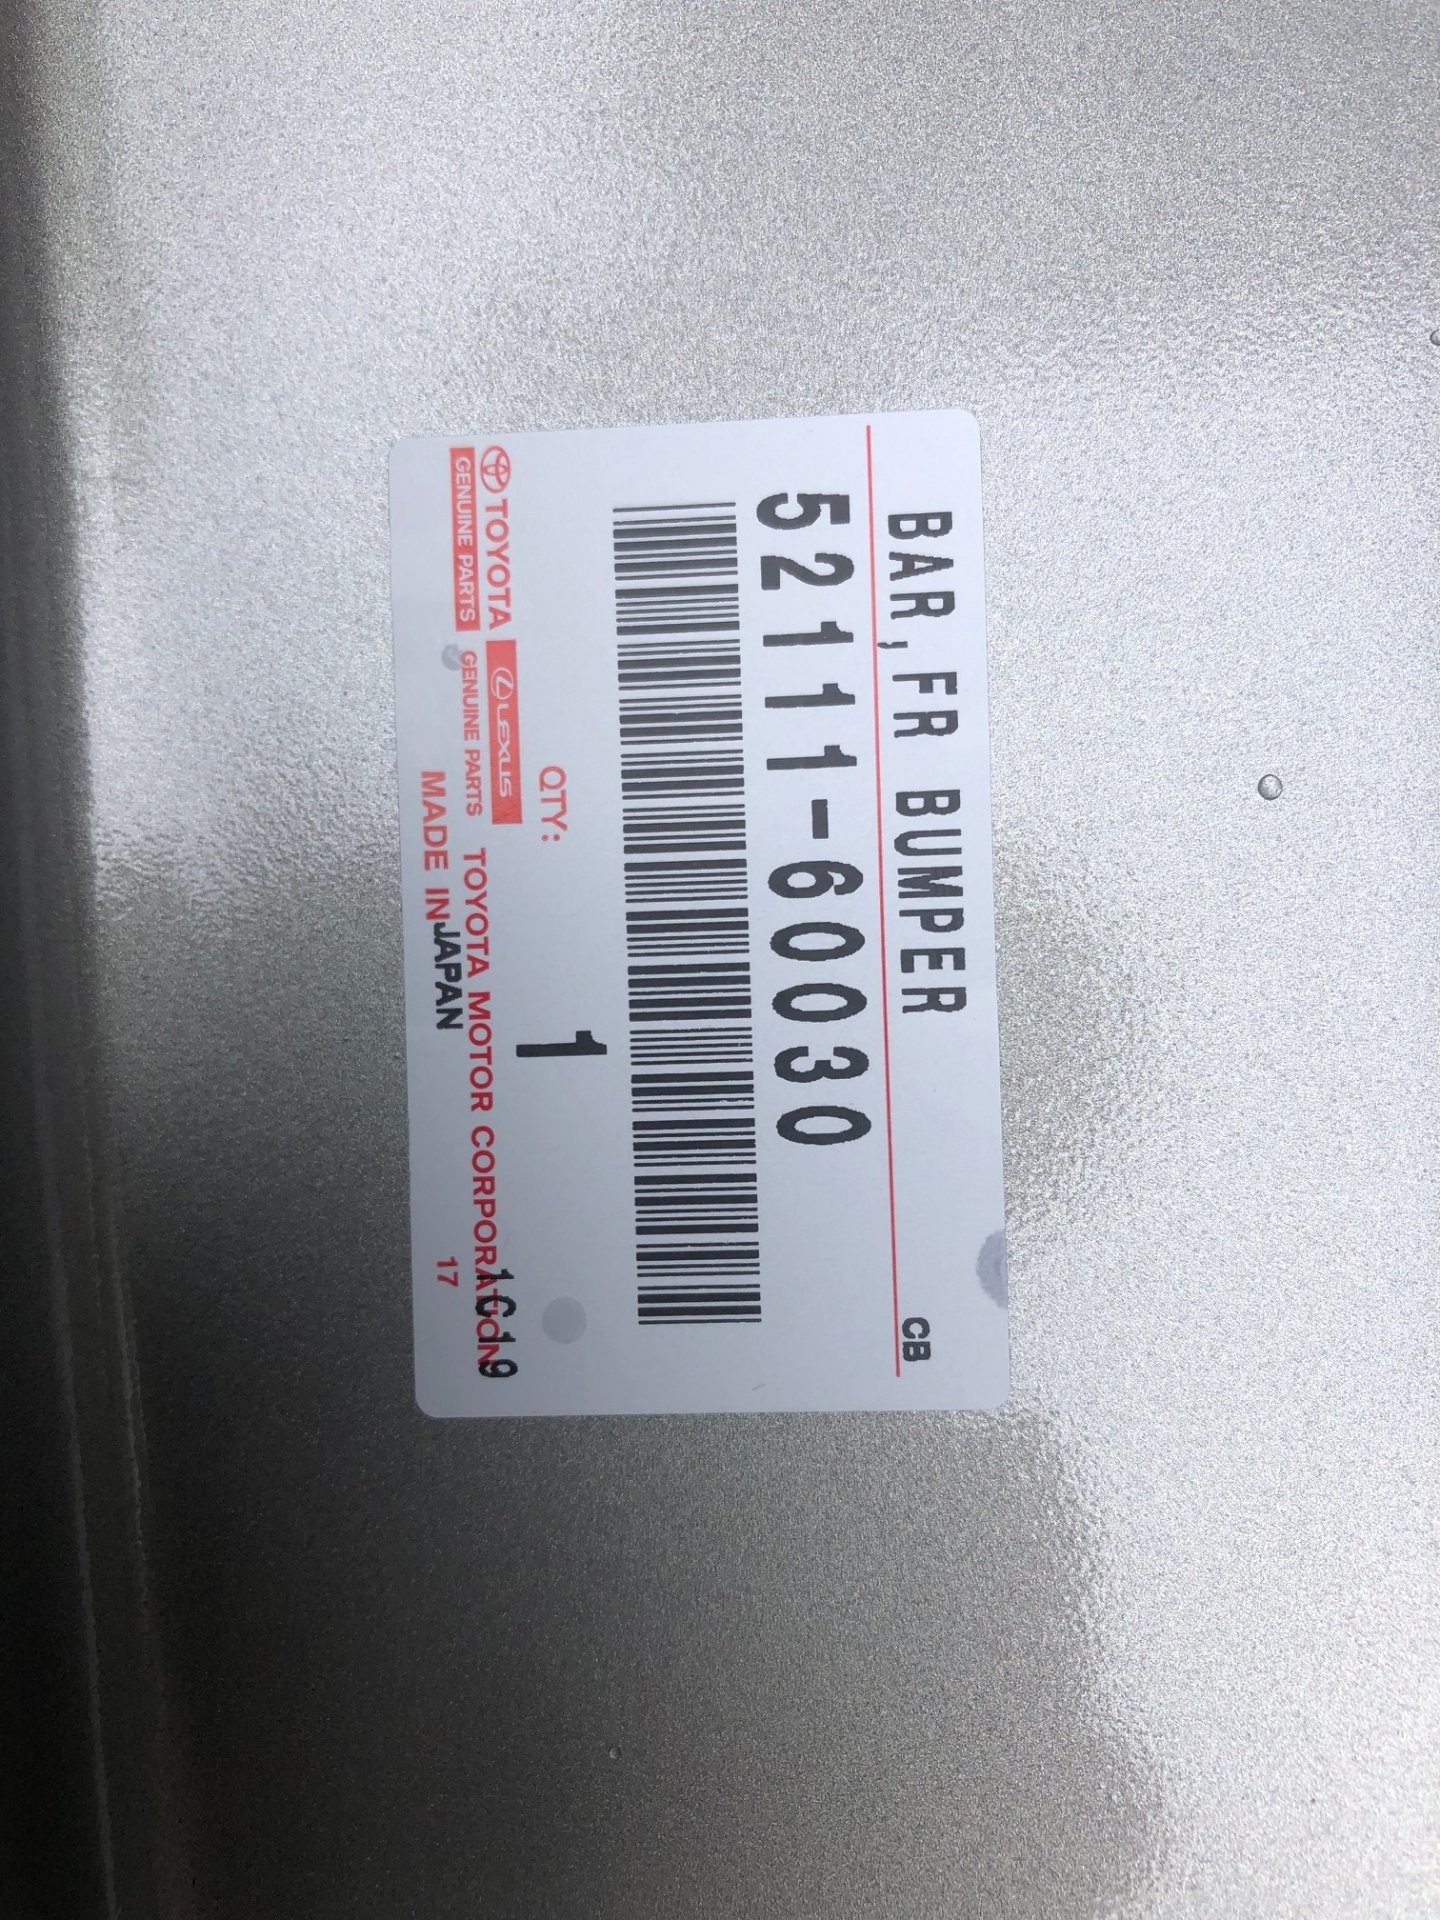 BAR, FR BUMPER
CB
52111-60030
QTY: 1
TOYOTA LEXUS
GENUINE PARTS GENUINE PARTS TOYOTA MOTOR CORPORATION
1C19
MADE IN JAPAN
17